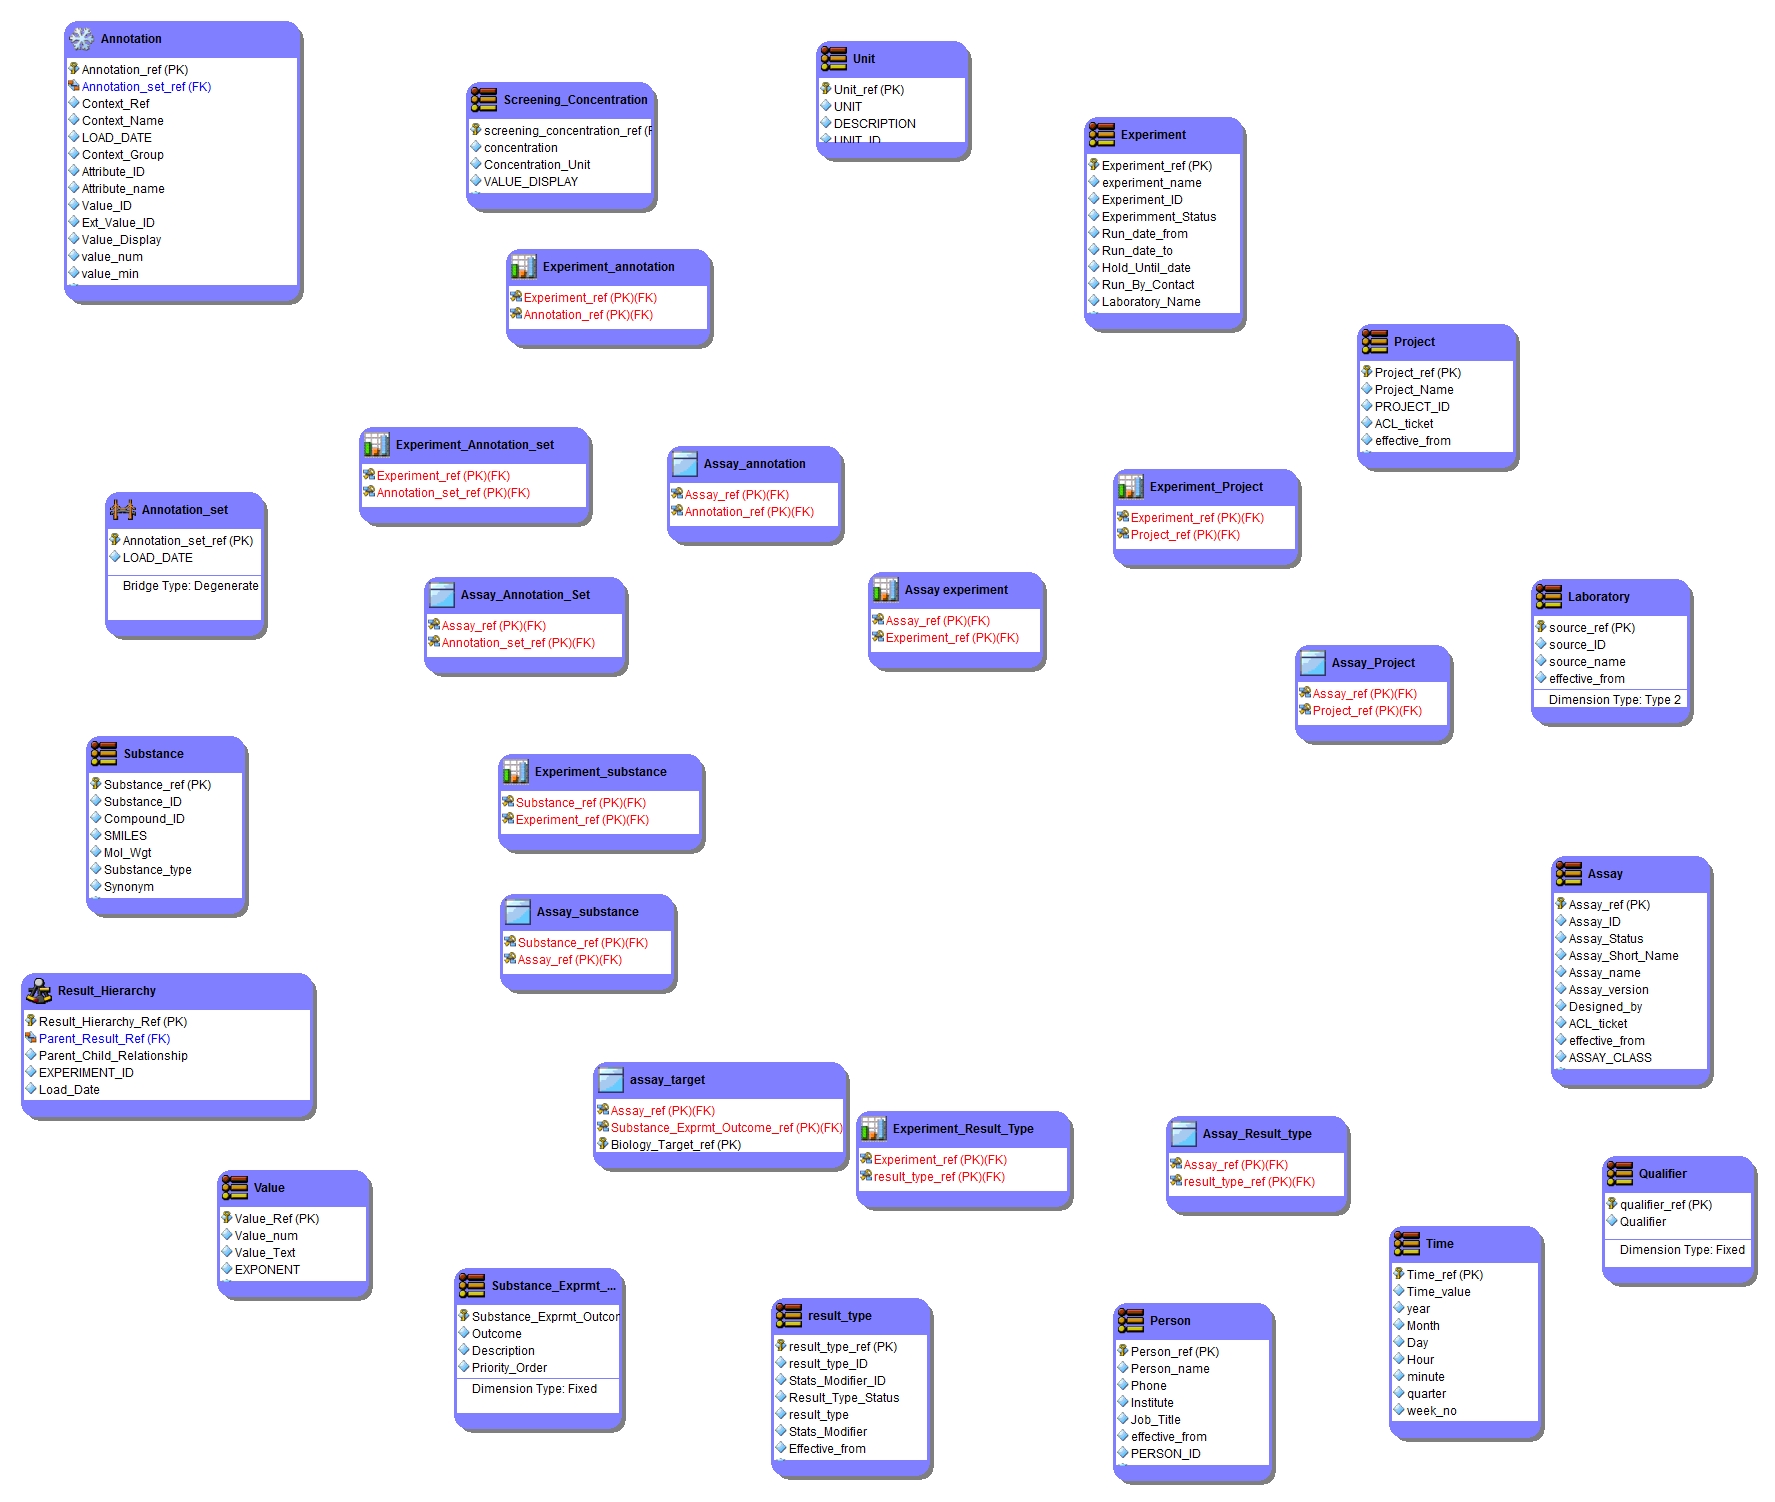 Annotation
Annotation_ref (PK)
Annotation_set_ref (FK)
Context_Ref
Context_Name
LOAD_DATE
Context_Group
Attribute_ID
Attribute_name
Value_ID
Ext_Value_ID
Value_Display
value_num
value_min
Screening_Concentration
screening_concentration_ref
concentration
Concentration_Unit
VALUE_DISPLAY
Unit
Unit_ref (PK)
UNIT
DESCRIPTION
UNIT_ID
Experiment
Experiment_ref (PK)
experiment_name
Experiment_ID
Experimment_Status
Run_date_from
Run_date_to
Hold_Until_date
Run_By_Contact
Laboratory_Name
Experiment_annotation
Experiment_ref (PK)(FK)
Annotation_ref (PK)(FK)
Project
Project_ref (PK)
Project_Name
PROJECT_ID
ACL_ticket
effective_from
Experiment_Annotation_set
Experiment_ref (PK)(FK)
Annotation_set_ref (PK)(FK)
Assay_annotation
Assay_ref (PK)(FK)
Annotation_ref (PK)(FK)
Experiment_Project
Experiment_ref (PK)(FK)
Project_ref (PK)(FK)
Annotation_set
Annotation_set_ref (PK)
LOAD_DATE
Bridge Type: Degenerate
Assay_Annotation_Set
Assay_ref (PK)(FK)
Annotation_set_ref (PK)(FK)
Assay experiment
Assay_ref (PK)(FK)
Experiment_ref (PK)(FK)
Laboratory
source_ref (PK)
source_ID
source_name
effective_from
Dimension Type: Type 2
Assay_Project
Assay_ref (PK)(FK)
Project_ref (PK)(FK)
Substance
Substance_ref (PK)
Substance_ID
Compound_ID
SMILES
Mol_Wgt
Substance_type
Synonym
Experiment_substance
Substance_ref (PK)(FK)
Experiment_ref (PK)(FK)
Assay_substance
Substance_ref (PK)(FK)
Assay_ref (PK)(FK)
Assay
Assay_ref (PK)
Assay_ID
Assay_Status
Assay_Short_Name
Assay_name
Assay_version
Designed_by
ACL_ticket
effective_from
ASSAY_CLASS
Result_Hierarchy
Result_Hierarchy_Ref (PK)
Parent_Result_Ref (FK)
Parent_Child_Relationship
EXPERIMENT_ID
Load_Date
assay_target
Assay_ref (PK)(FK)
Substance_Exprmt_Outcome_ref (PK)(FK)
Biology_Target_ref (PK)
Experiment_Result_Type
Experiment_ref (PK)(FK)
result_type_ref (PK)(FK)
Assay_Result_type
Assay_ref (PK)(FK)
result_type_ref (PK)(FK)
Qualifier
qualifier_ref (PK)
Qualifier
Dimension Type: Fixed
Value
Value_Ref (PK)
Value_num
Value_Text
EXPONENT
Time
Time_ref (PK)
Time_value
year
Month
Day
Hour
minute
quarter
week_no
Substance_Exprmt_...
Substance_Exprmt_Outcor
Outcome
Description
Priority_Order
Dimension Type: Fixed
result_type
result_type_ref (PK)
result_type_ID
Stats_Modifier_ID
Result_Type_Status
result_type
Stats_Modifier
Effective_from
Person
Person_ref (PK)
Person_name
Phone
Institute
Job_Title
effective_from
PERSON_ID